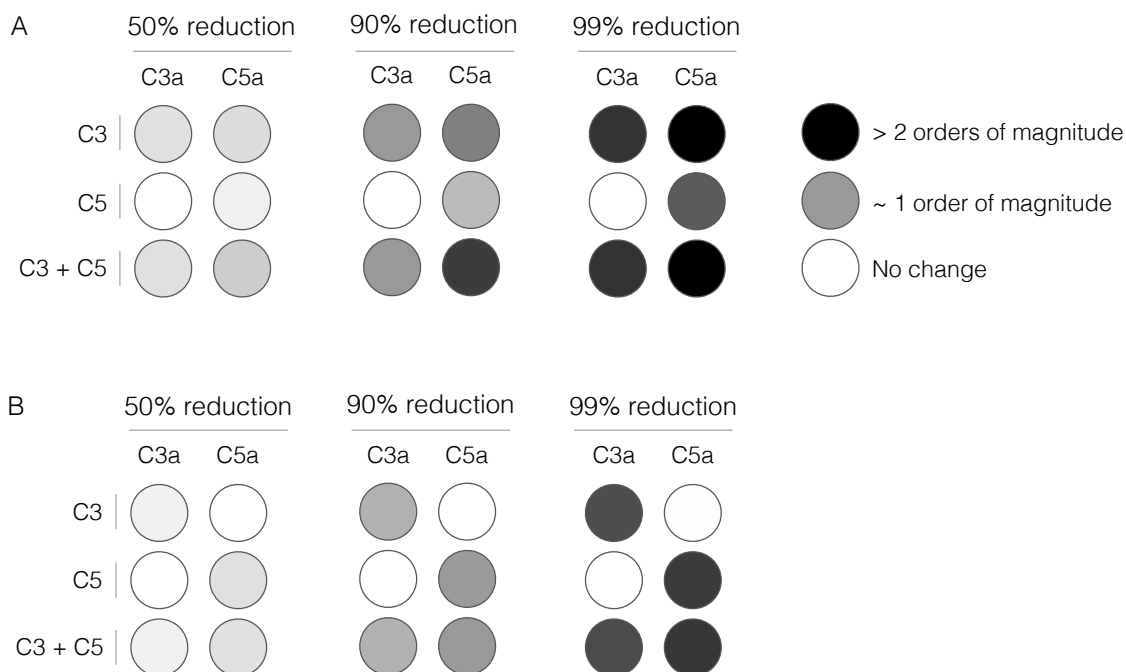 A
50% reduction 90% reduction 99% reduction
C3a C5a C3a C5a C3a C5a
C3 > 2 orders of magnitude
C5 ~ 1 order of magnitude
C3 + C5 No change
B
50% reduction 90% reduction 99% reduction
C3a C5a C3a C5a C3a C5a
C3
C5
C3 + C5